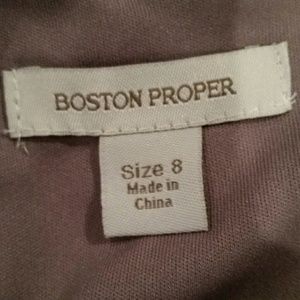 BOSTON PROPER
Size 8
Made in
China